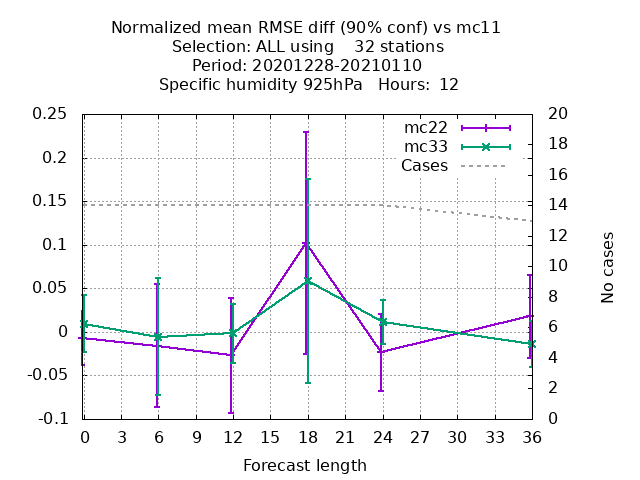 Normalized mean RMSE diff (90% conf) vs mc11
Selection: ALL using    32 stations
Period: 20201228-20210110
Specific humidity 925hPa   Hours:  12
0.25
0.2
0.15
0.1
0.05
0
-0.05
-0.1
20
18
16
14
12
10
8
6
4
2
0
mc22
mc33
Cases
No cases
0 3 6 9 12 15 18 21 24 27 30 33 36
Forecast length